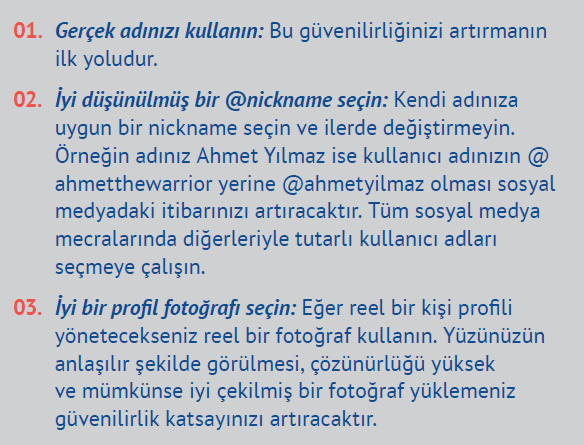 01. Gerçek adınızı kullanın: Bu güvenilirliğinizi artırmanın
ilk yoludur.
02. İyi düşünülmüş bir @nickname seçin: Kendi adınıza
uygun bir nickname seçin ve ilerde değiştirmeyin.
Örneğin adınız Ahmet Yılmaz ise kullanıcı adınızın @
ahmetthewarrior yerine @ahmetyilmaz olması sosyal
medyadaki itibarınızı artıracaktır. Tüm sosyal medya
mecralarında diğerleriyle tutarlı kullanıcı adları
seçmeye çalışın.
03. İyi bir profil fotoğrafı seçin: Eğer reel bir kişi profili
yönetecekseniz reel bir fotoğraf kullanın. Yüzünüzün
anlaşılır şekilde görülmesi, çözünürlüğü yüksek
ve mümkünse iyi çekilmiş bir fotoğraf yüklemeniz
güvenilirlik katsayınızı artıracaktır.